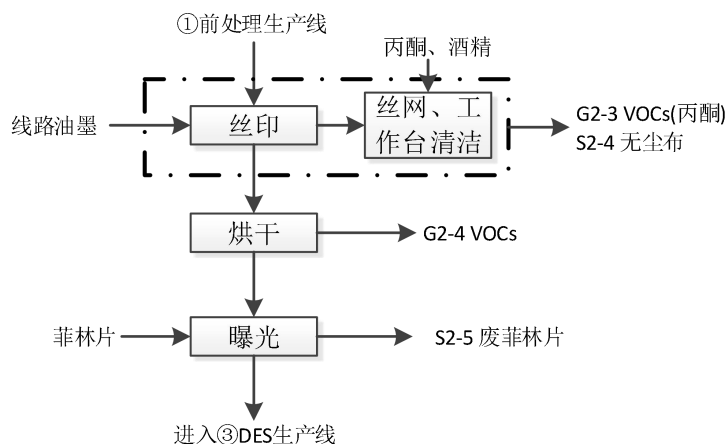 ①前处理生产线
丙酮、酒精
线路油墨
丝印
丝网、工
作台清洁
G2-3 VOCs(丙酮)
S2-4 无尘布
烘干
G2-4 VOCs
菲林片
曝光
S2-5 废菲林片
进入③DES生产线